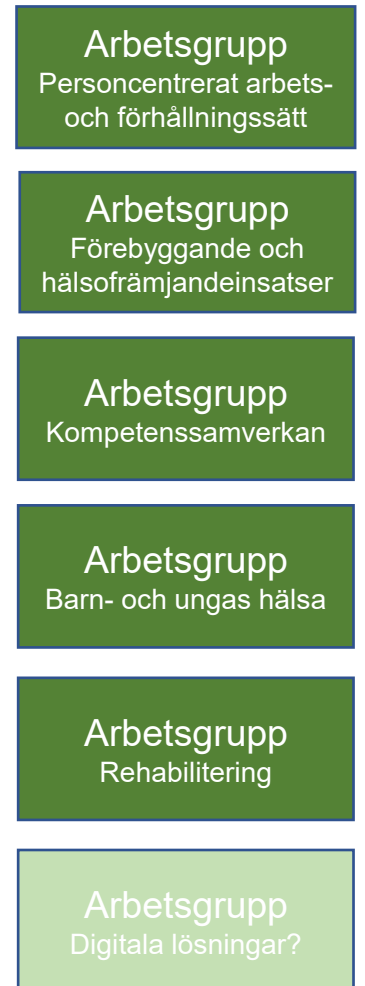 Arbetsgrupp
Personcentrerat arbets-
och förhållningssätt
Arbetsgrupp
Förebyggande och
hälsofrämjandeinsatser
Arbetsgrupp
Kompetenssamverkan
Arbetsgrupp
Barn- och ungas hälsa
Arbetsgrupp
Rehabilitering
Arbetsgrupp
Digitala lösningar?